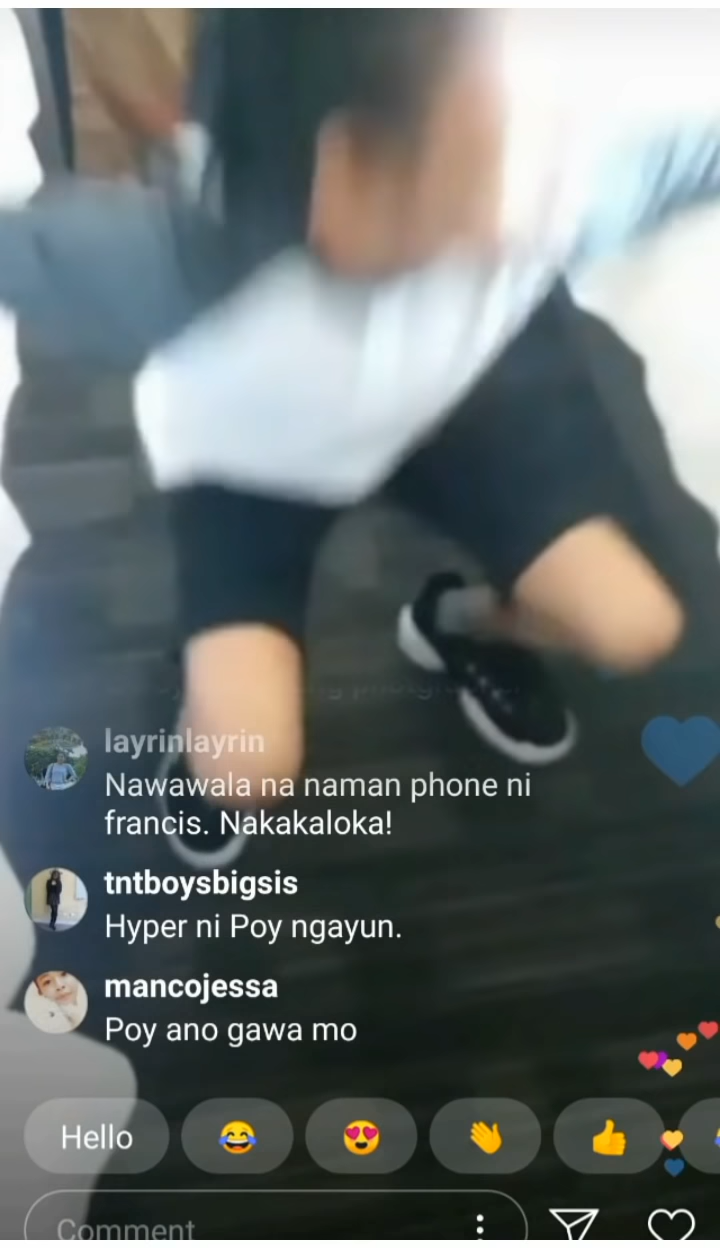 layrinlayrin
Nawawala na naman phone ni
francis. Nakakaloka!
tntboysbigsis
Hyper ni Poy ngayun.
mancojessa
Poy ano gawa mo
Hello
Comment